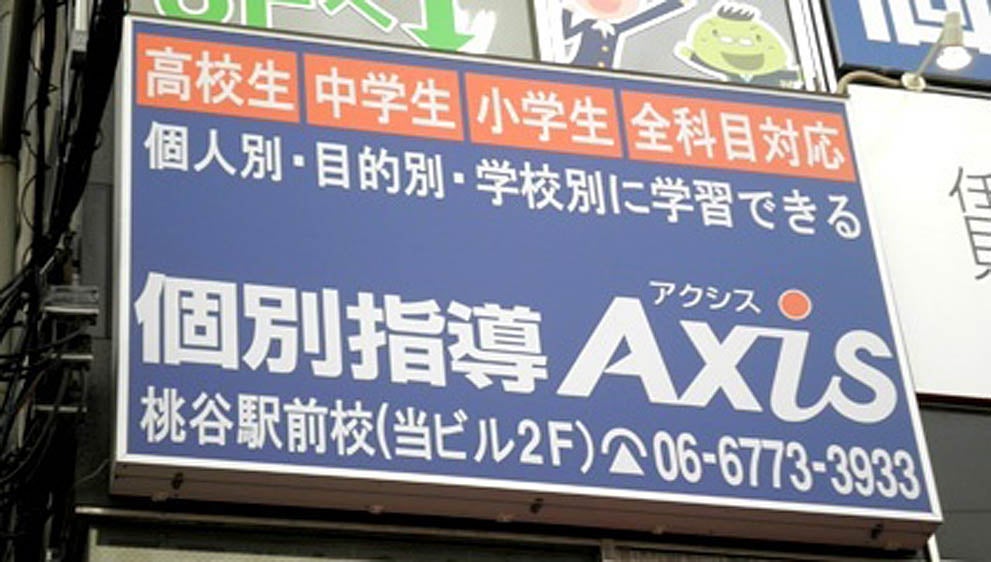 高校生 中学生 小学生 全科目対応
個人別・目的別・学校別に学習できる
アクシス
個別指導 Axis
桃谷駅前校(当ビル2F) 06-6773-3933